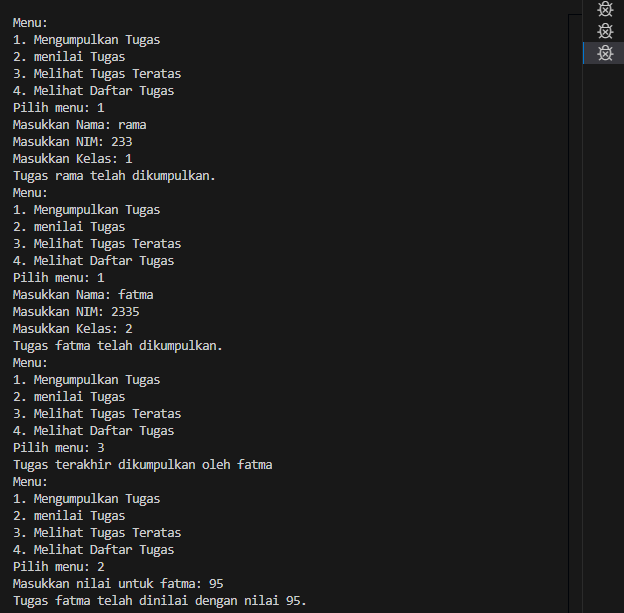 Menu:
1. Mengumpulkan Tugas
2. menilai Tugas
3. Melihat Tugas Teratas
4. Melihat Daftar Tugas
Pilih menu: 1
Masukkan Nama: rama
Masukkan NIM: 233
Masukkan Kelas: 1
Tugas rama telah dikumpulkan.
Menu:
1. Mengumpulkan Tugas
2. menilai Tugas
3. Melihat Tugas Teratas
4. Melihat Daftar Tugas
Pilih menu: 1
Masukkan Nama: fatma
Masukkan NIM: 2335
Masukkan Kelas: 2
Tugas fatma telah dikumpulkan.
Menu:
1. Mengumpulkan Tugas
2. menilai Tugas
3. Melihat Tugas Teratas
4. Melihat Daftar Tugas
Pilih menu: 3
Tugas terakhir dikumpulkan oleh fatma
Menu:
1. Mengumpulkan Tugas
2. menilai Tugas
3. Melihat Tugas Teratas
4. Melihat Daftar Tugas
Pilih menu: 2
Masukkan nilai untuk fatma: 95
Tugas fatma telah dinilai dengan nilai 95.